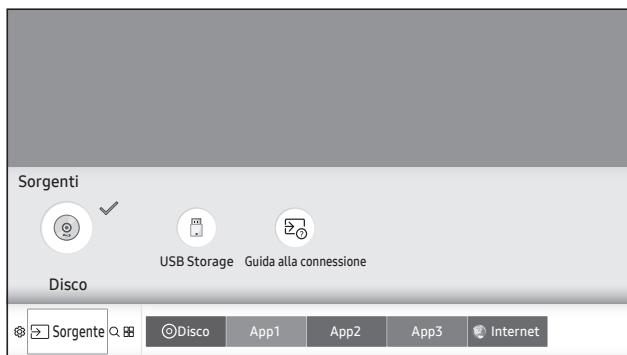 Sorgenti
Disco
USB Storage
Guida alla connessione
Sorgente
Disco
App1
App2
App3
Internet